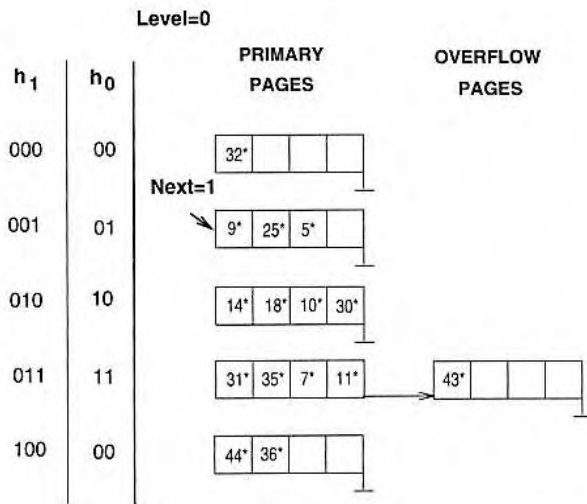 Level=0
h1 h0 PRIMARY PAGES OVERFLOW PAGES
000 00 32*
Next=1
001 01 9* 25* 5*
010 10 14* 18* 10* 30*
011 11 31* 35* 7* 11* 43*
100 00 44* 36*